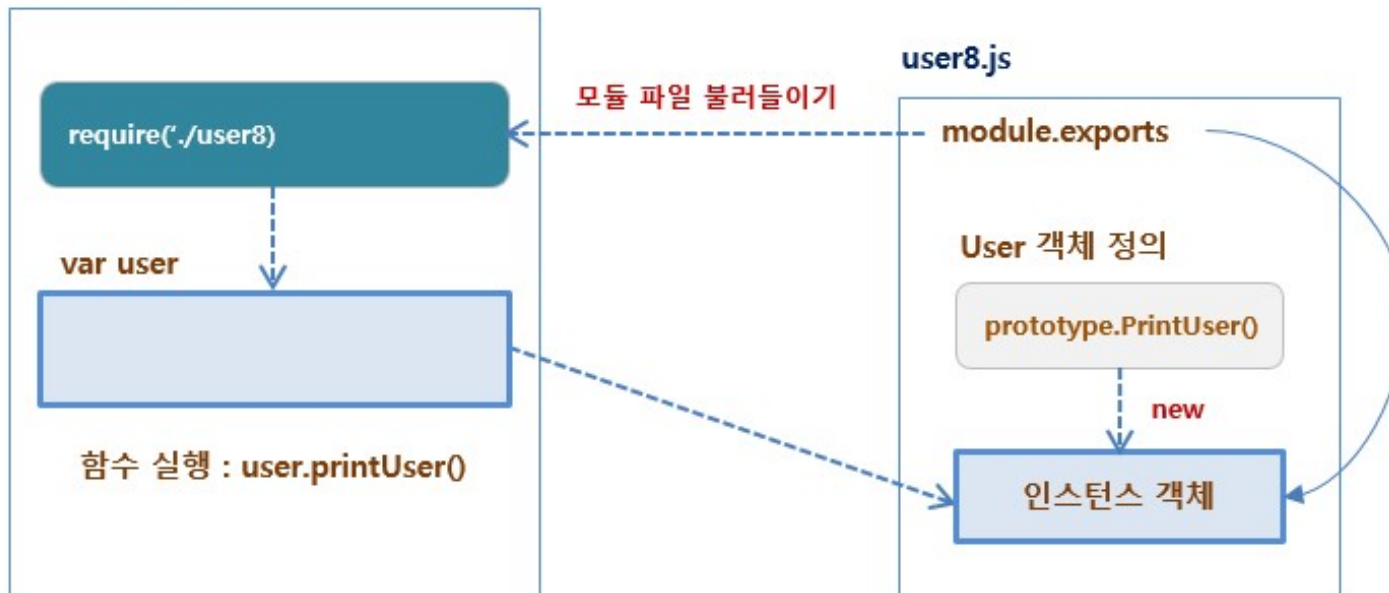 user8.js
모듈 파일 불러들이기
require(‘./user8)
module.exports
var user
User 객체 정의
prototype.PrintUser()
new
함수 실행 : user.printUser()
인스턴스 객체